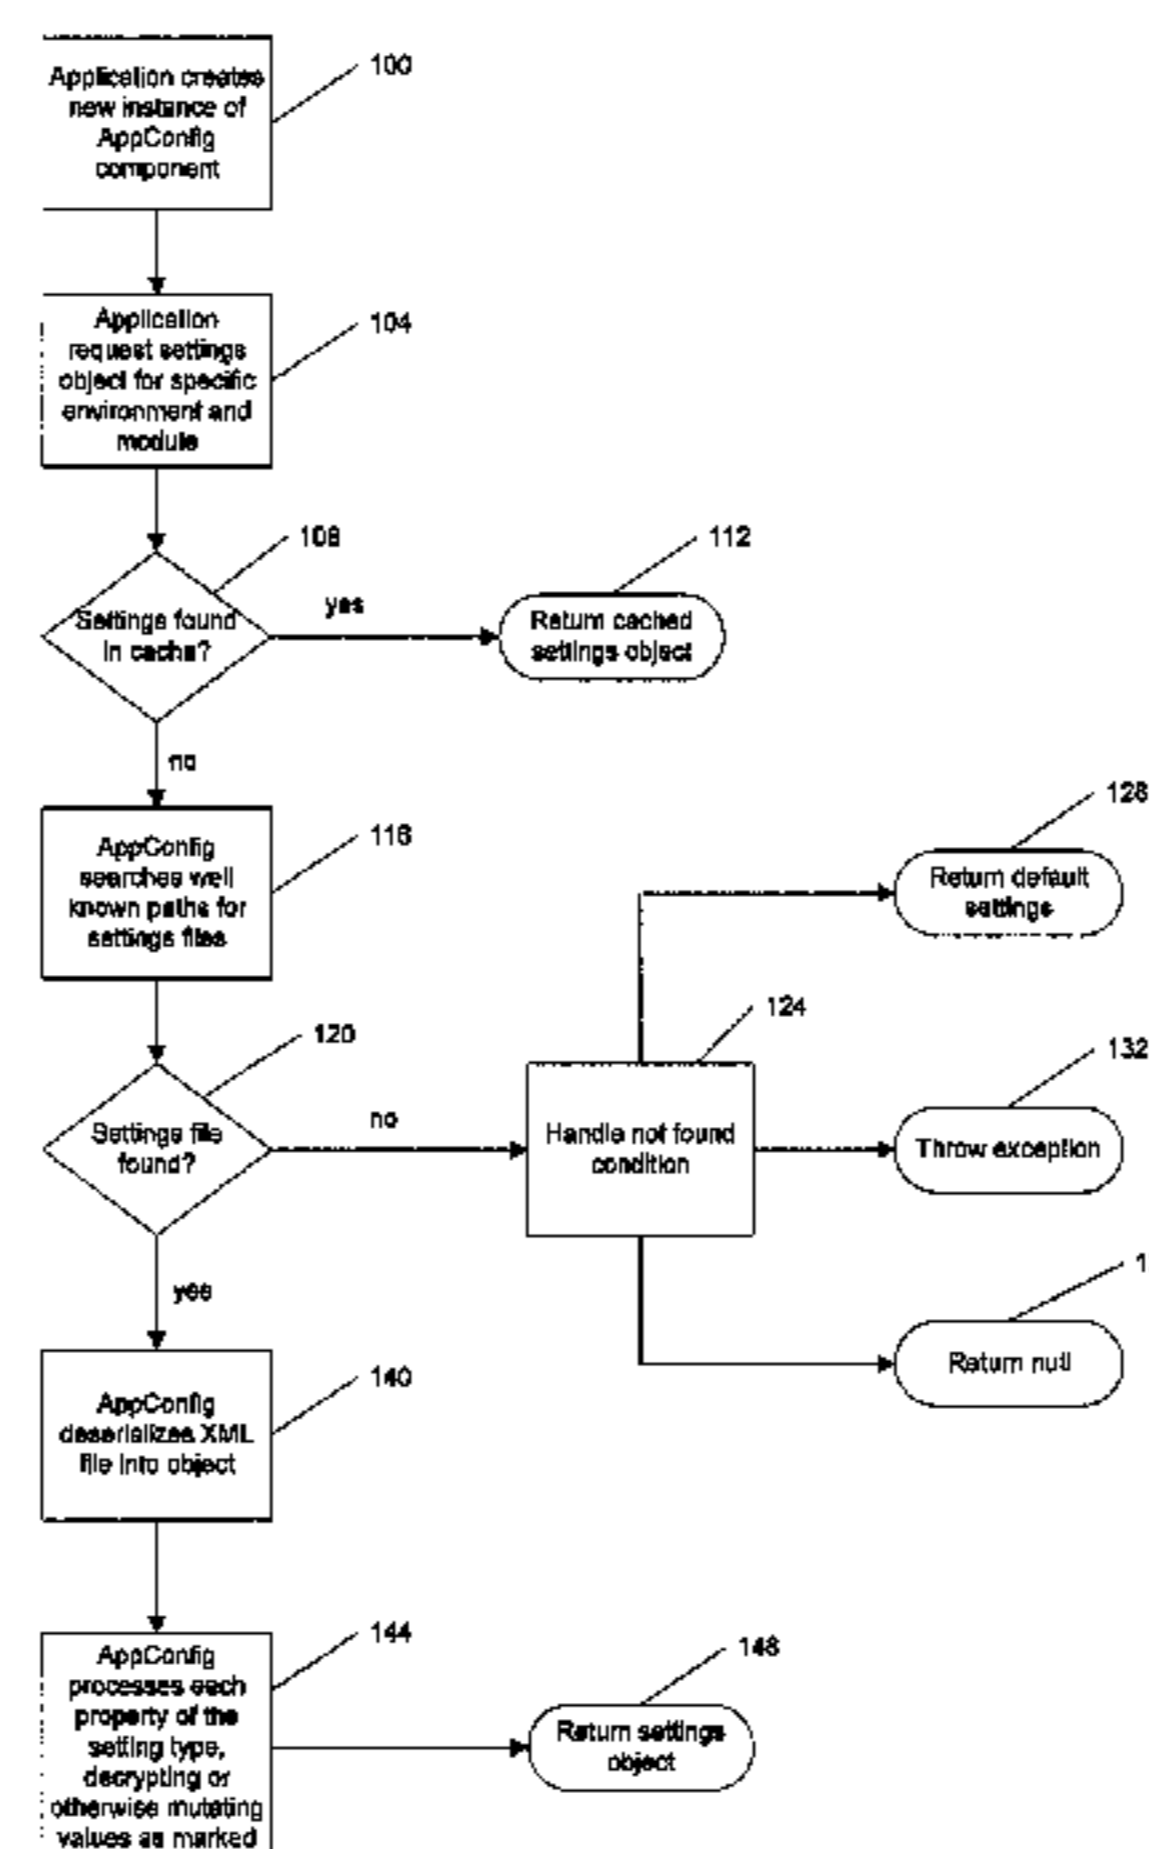 Application creates
new instance of
AppConfig
component
100
Application
request settings
object for specific
environment and
module
104
108
Settings found
in cache?
yes
112
Return cached
settings object
no
AppConfig
searches well
known paths for
settings files
116
128
Return default
settings
124
120
Settings file
found?
no
Handle not found
condition
132
Throw exception
yes
1
Return null
AppConfig
deserializes XML
file into object
140
AppConfig
processes each
property of the
setting type,
decrypting or
otherwise mutating
values as marked
144
148
Return settings
object